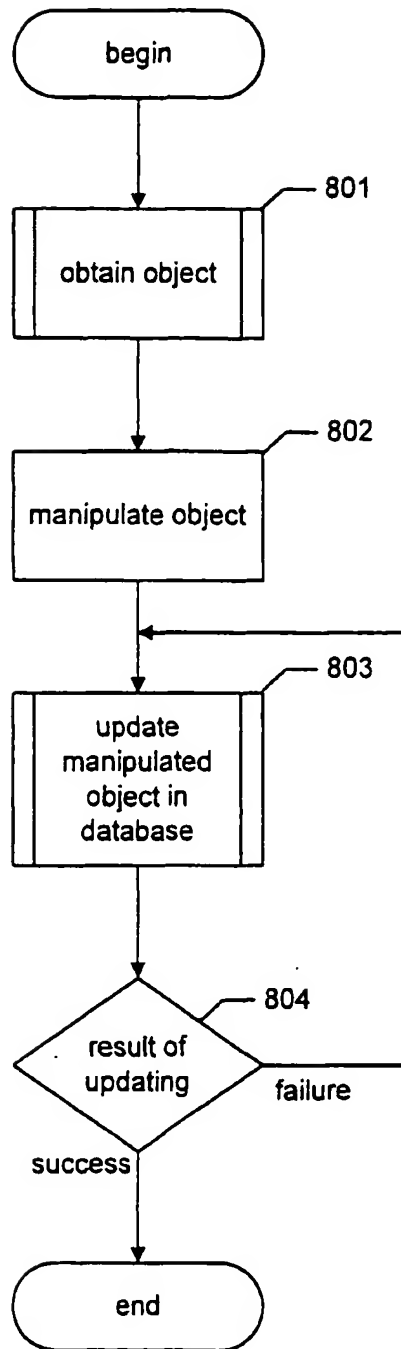 begin
801
obtain object
802
manipulate object
803
update
manipulated
object in
database
804
result of
updating
failure
success
end